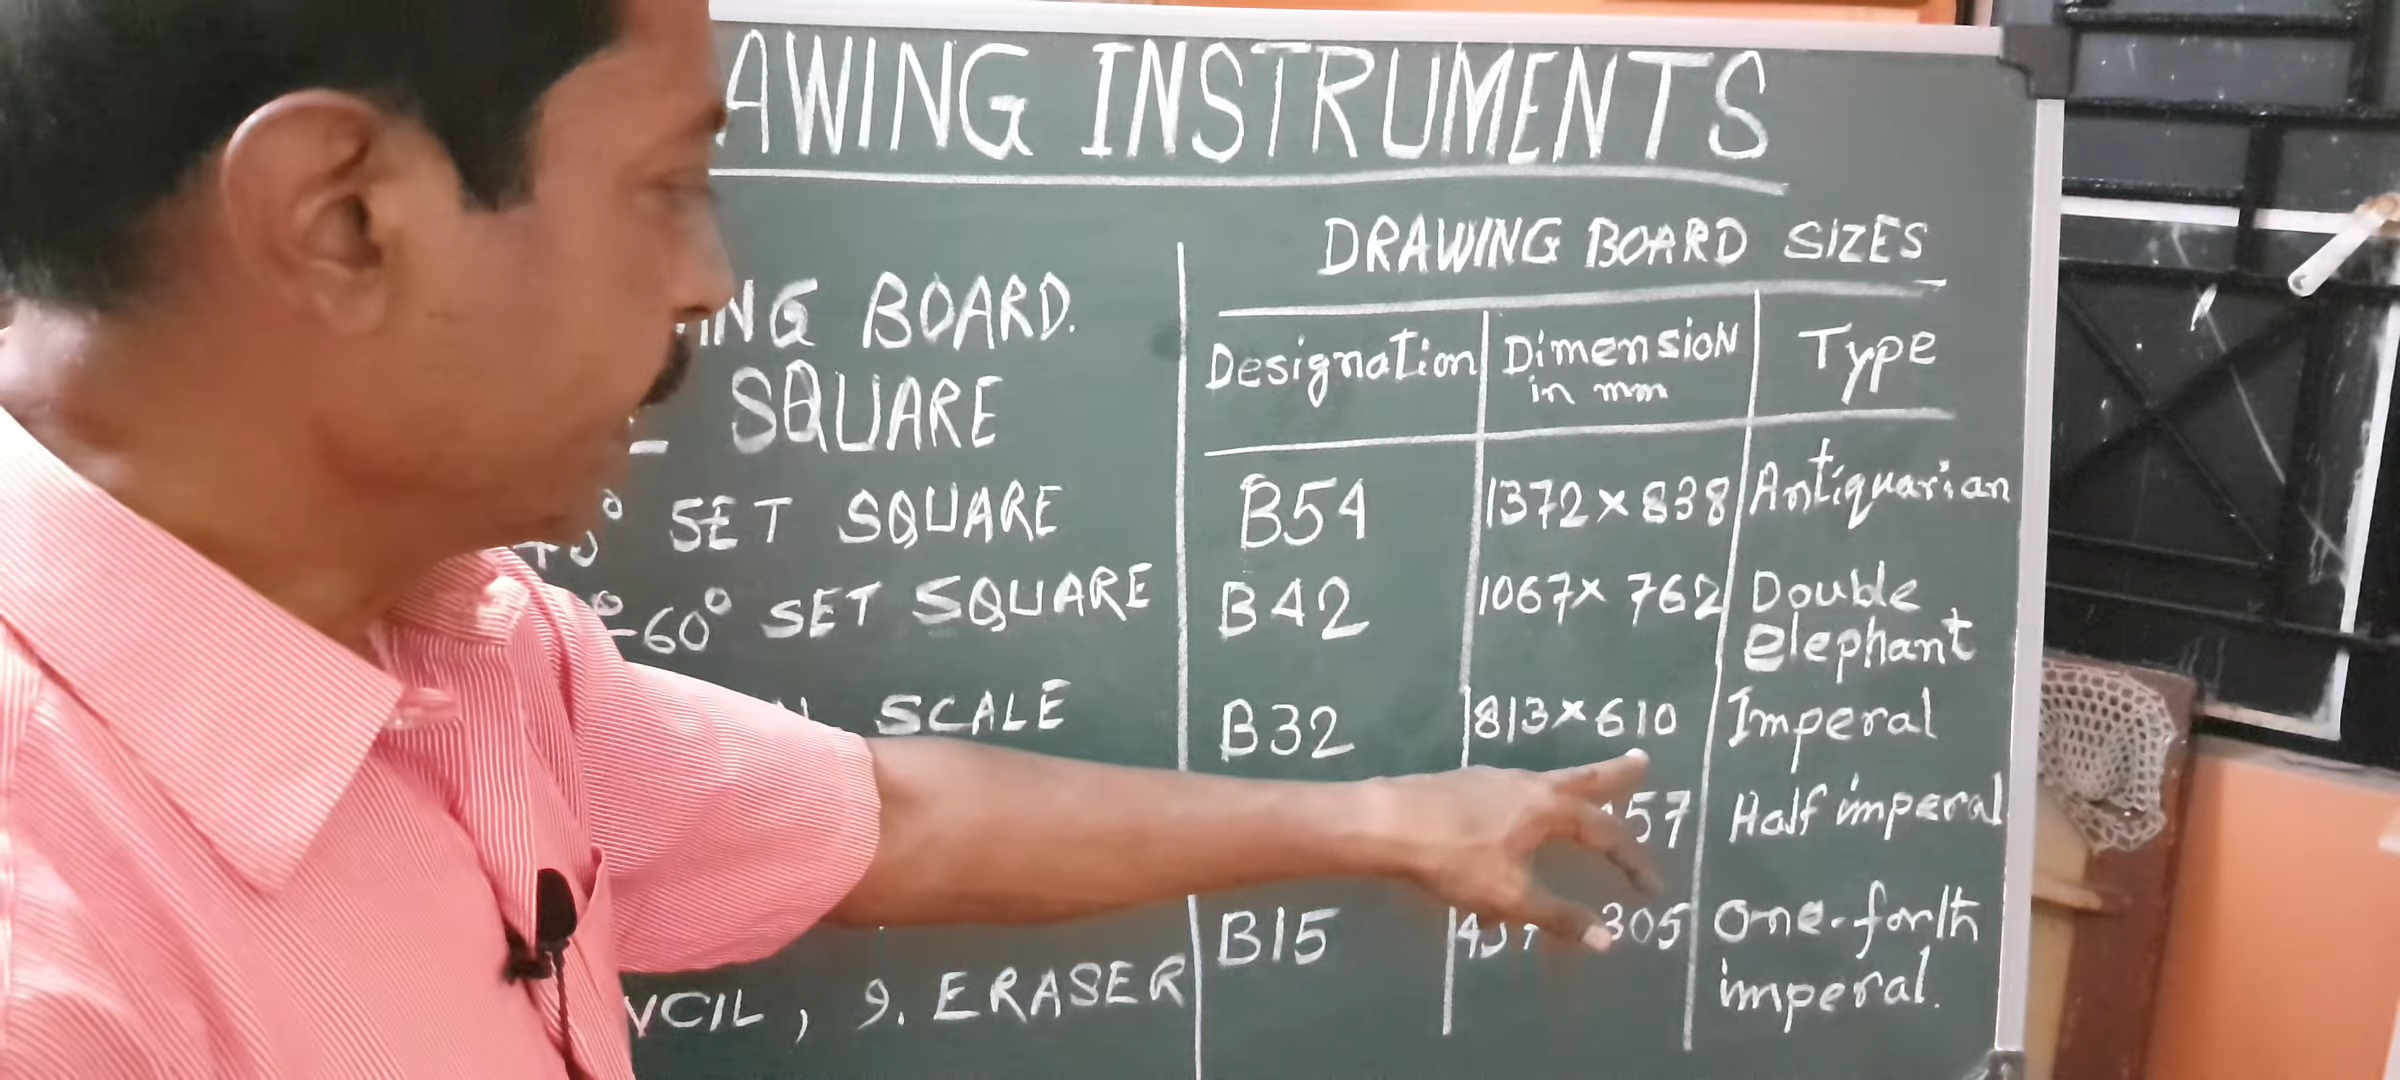 AWING INSTRUMENTS
NG BOARD.
SQUARE
SET SQUARE
-60° SET SQUARE
SCALE
NCIL, 9. ERASER
DRAWING BOARD SIZES
Designation Dimension in mm Type
B54 1372 x 838 Antiquarian
B42 1067 x 762 Double
elephant
B32 813 x 610 Imperal
57 Half imperal
B15 305 One-forth
imperal.